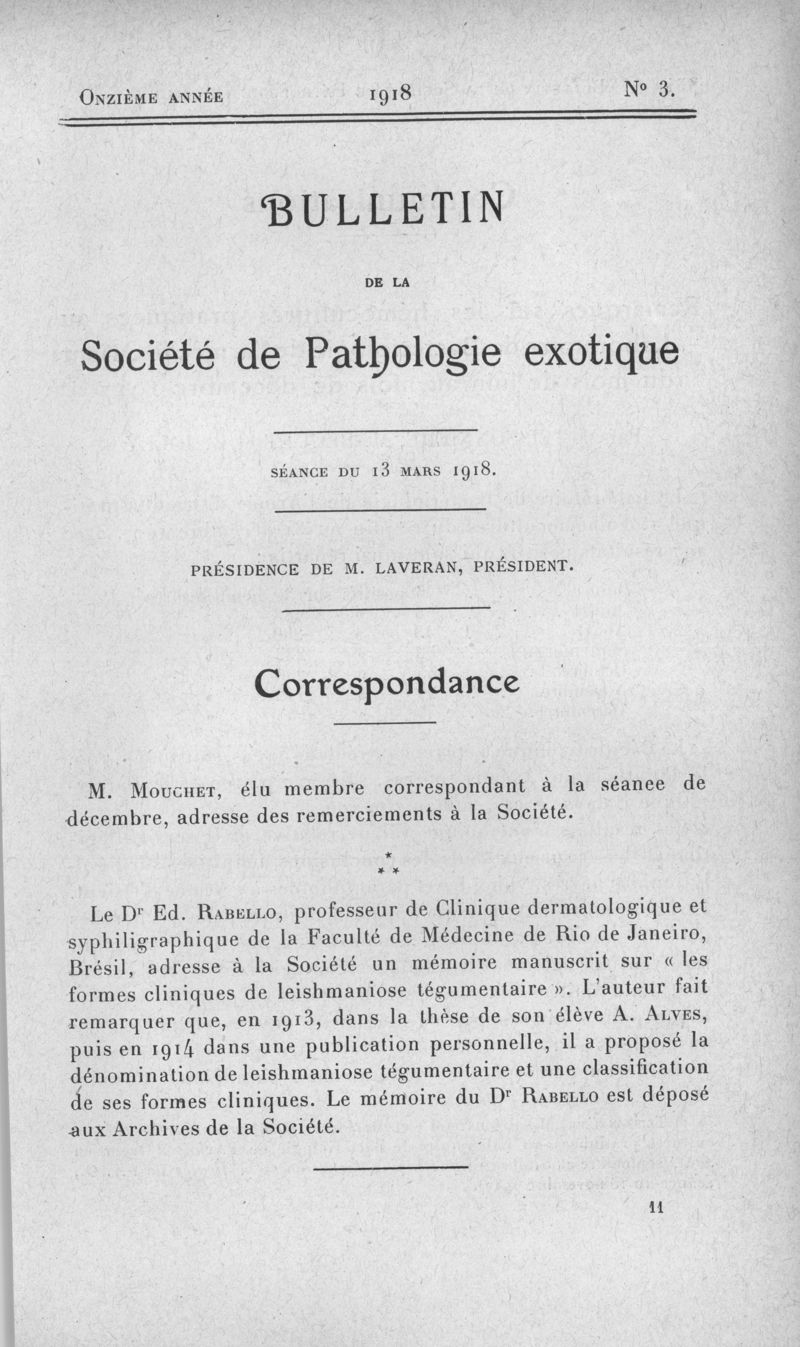 Onzième année 1918 N° 3.
BULLETIN
DE LA
Société de Pathologie exotique
séance du 13 mars 1918.
PRÉSIDENCE DE M. LAVERAN, PRÉSIDENT.
Correspondance
M. Mouchet, élu membre correspondant à la séanee de
décembre, adresse des remerciements à la Société.
*
* *
Le Dr Ed. Rabello, professeur de Clinique dermatologique et
syphiligraphique de la Faculté de Médecine de Rio de Janeiro,
Brésil, adresse à la Société un mémoire manuscrit sur « les
formes cliniques de leishmaniose tégumentaire ». L'auteur fait
remarquer que, en 1913, dans la thèse de son élève A. Alves,
puis en 1914 dans une publication personnelle, il a proposé la
dénomination de leishmaniose tégumentaire et une classification
de ses formes cliniques. Le mémoire du Dr Rabello est déposé
aux Archives de la Société.
11